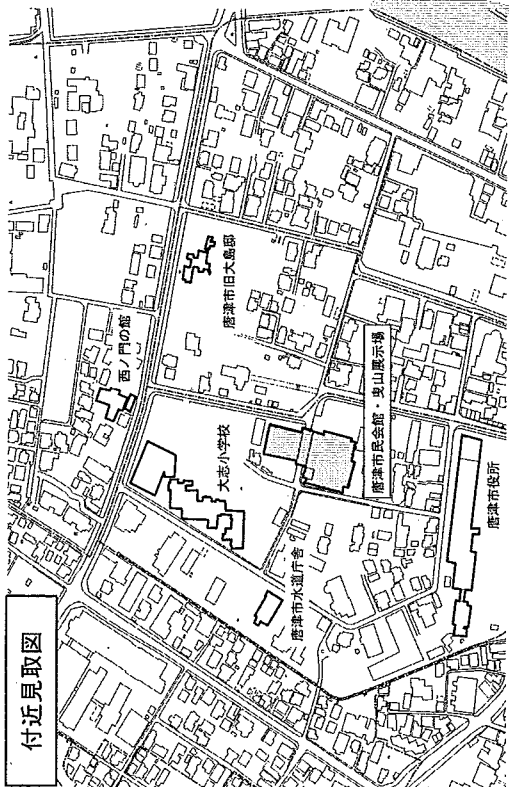 付近見取図
西ノ門の館
唐津市旧大島邸
大志小学校
唐津市民会館・曳山展示場
唐津市水道庁舎
唐津市役所